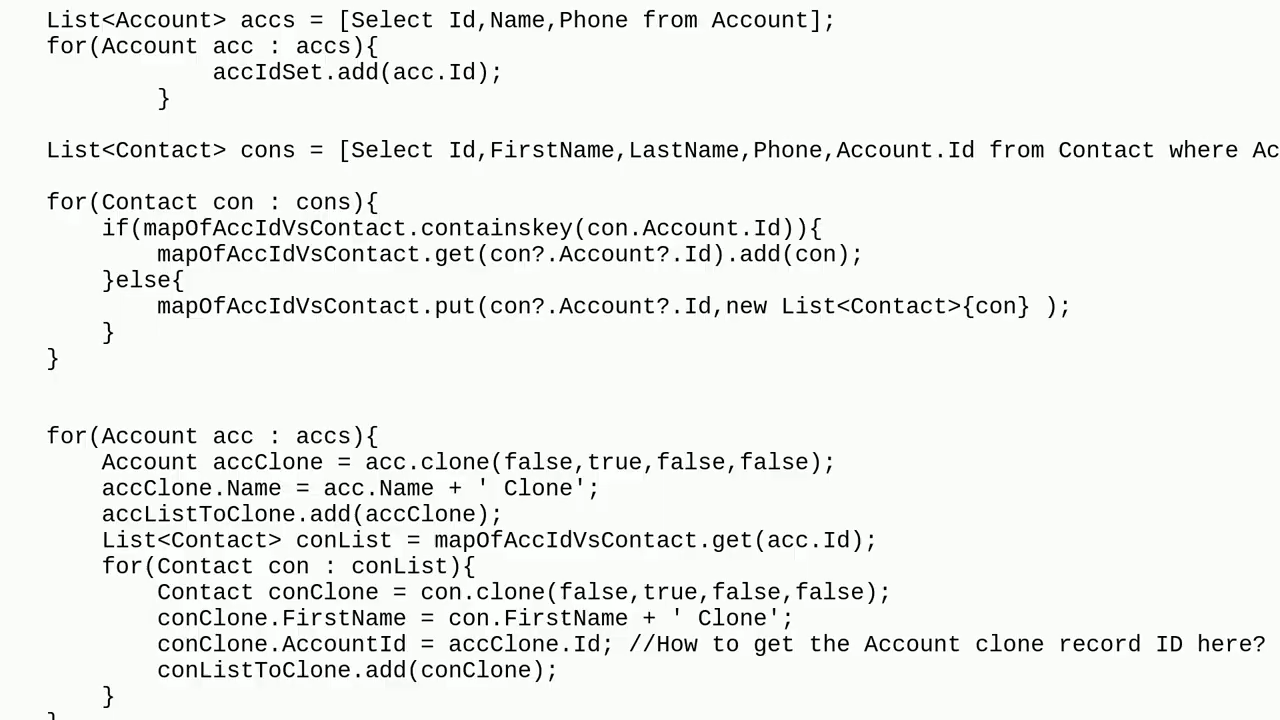 List<Account> accs = [Select Id,Name,Phone from Account];
for(Account acc : accs){
accIdSet.add(acc.Id);
}
List<Contact> cons = [Select Id,FirstName,LastName,Phone,Account.Id from Contact where Ac
for(Contact con : cons){
if(mapOfAccIdVsContact.containskey(con.Account.Id)){
mapOfAccIdVsContact.get(con?.Account?.Id).add(con);
}else{
mapOfAccIdVsContact.put(con?.Account?.Id,new List<Contact>{con} );
}
}
for(Account acc : accs){
Account accClone = acc.clone(false,true,false,false);
accClone.Name = acc.Name + ' Clone';
accListToClone.add(accClone);
List<Contact> conList = mapOfAccIdVsContact.get(acc.Id);
for(Contact con : conList){
Contact conClone = con.clone(false,true,false,false);
conClone.FirstName = con.FirstName + ' Clone';
conClone.AccountId = accClone.Id; //How to get the Account clone record ID here?
conListToClone.add(conClone);
}
}